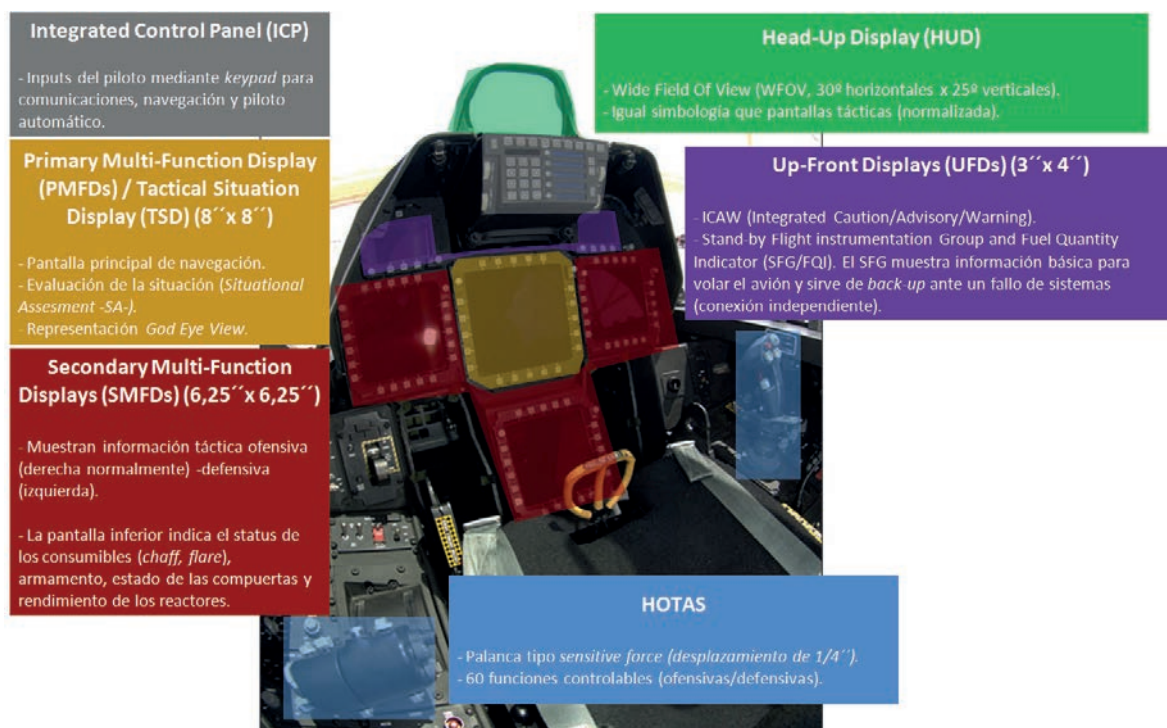 Integrated Control Panel (ICP)
- Inputs del piloto mediante keypad para
comunicaciones, navegación y piloto
automático.
Primary Multi-Function Display
(PMFDs) / Tactical Situation
Display (TSD) (8´´x 8´´)
- Pantalla principal de navegación.
- Evaluación de la situación (Situational
Assesment -SA-).
- Representación God Eye View.
Secondary Multi-Function
Displays (SMFDs) (6,25´´x 6,25´´)
- Muestran información táctica ofensiva
(derecha normalmente) -defensiva
(izquierda).
- La pantalla inferior indica el status de
los consumibles (chaff, flare),
armamento, estado de las compuertas y
rendimiento de los reactores.
Head-Up Display (HUD)
- Wide Field Of View (WFOV, 30º horizontales x 25º verticales).
- Igual simbología que pantallas tácticas (normalizada).
Up-Front Displays (UFDs) (3´´x 4´´)
- ICAW (Integrated Caution/Advisory/Warning).
- Stand-by Flight instrumentation Group and Fuel Quantity
Indicator (SFG/FQI). El SFG muestra información básica para
volar el avión y sirve de back-up ante un fallo de sistemas
(conexión independiente).
HOTAS
- Palanca tipo sensitive force (desplazamiento de 1/4´´).
- 60 funciones controlables (ofensivas/defensivas).